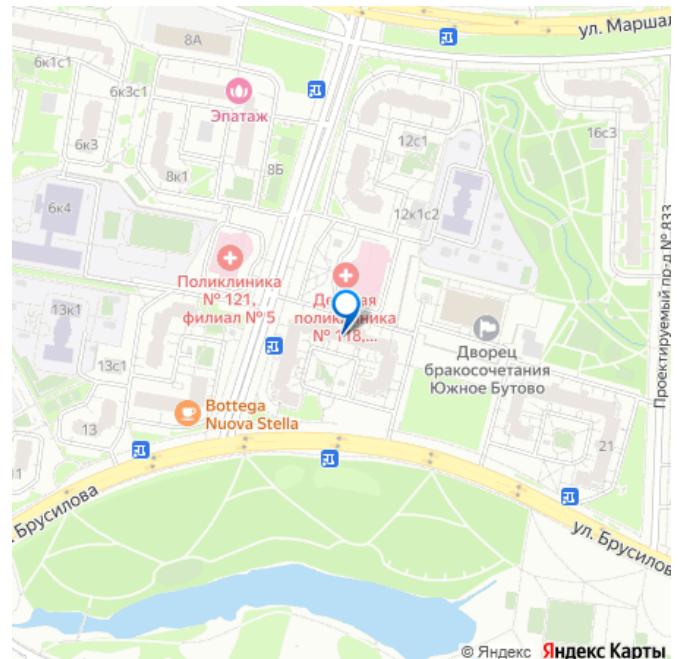 8А
ул. Маршал
6к1с1
6к3с1
Эпатаж
6к3
12с1
16с3
8Б
8к1
6к4
12к1с2
Проектируемый пр-д № 833
Поликлиника
№ 121,
филиал № 5
поликлиника
№ 118,...
13к1
Дворец
бракосочетания
Южное Бутово
13с1
Bottega
Nuova Stella
13
21
Брусилова
ул. Брусилова
© Яндекс Яндекс Карты